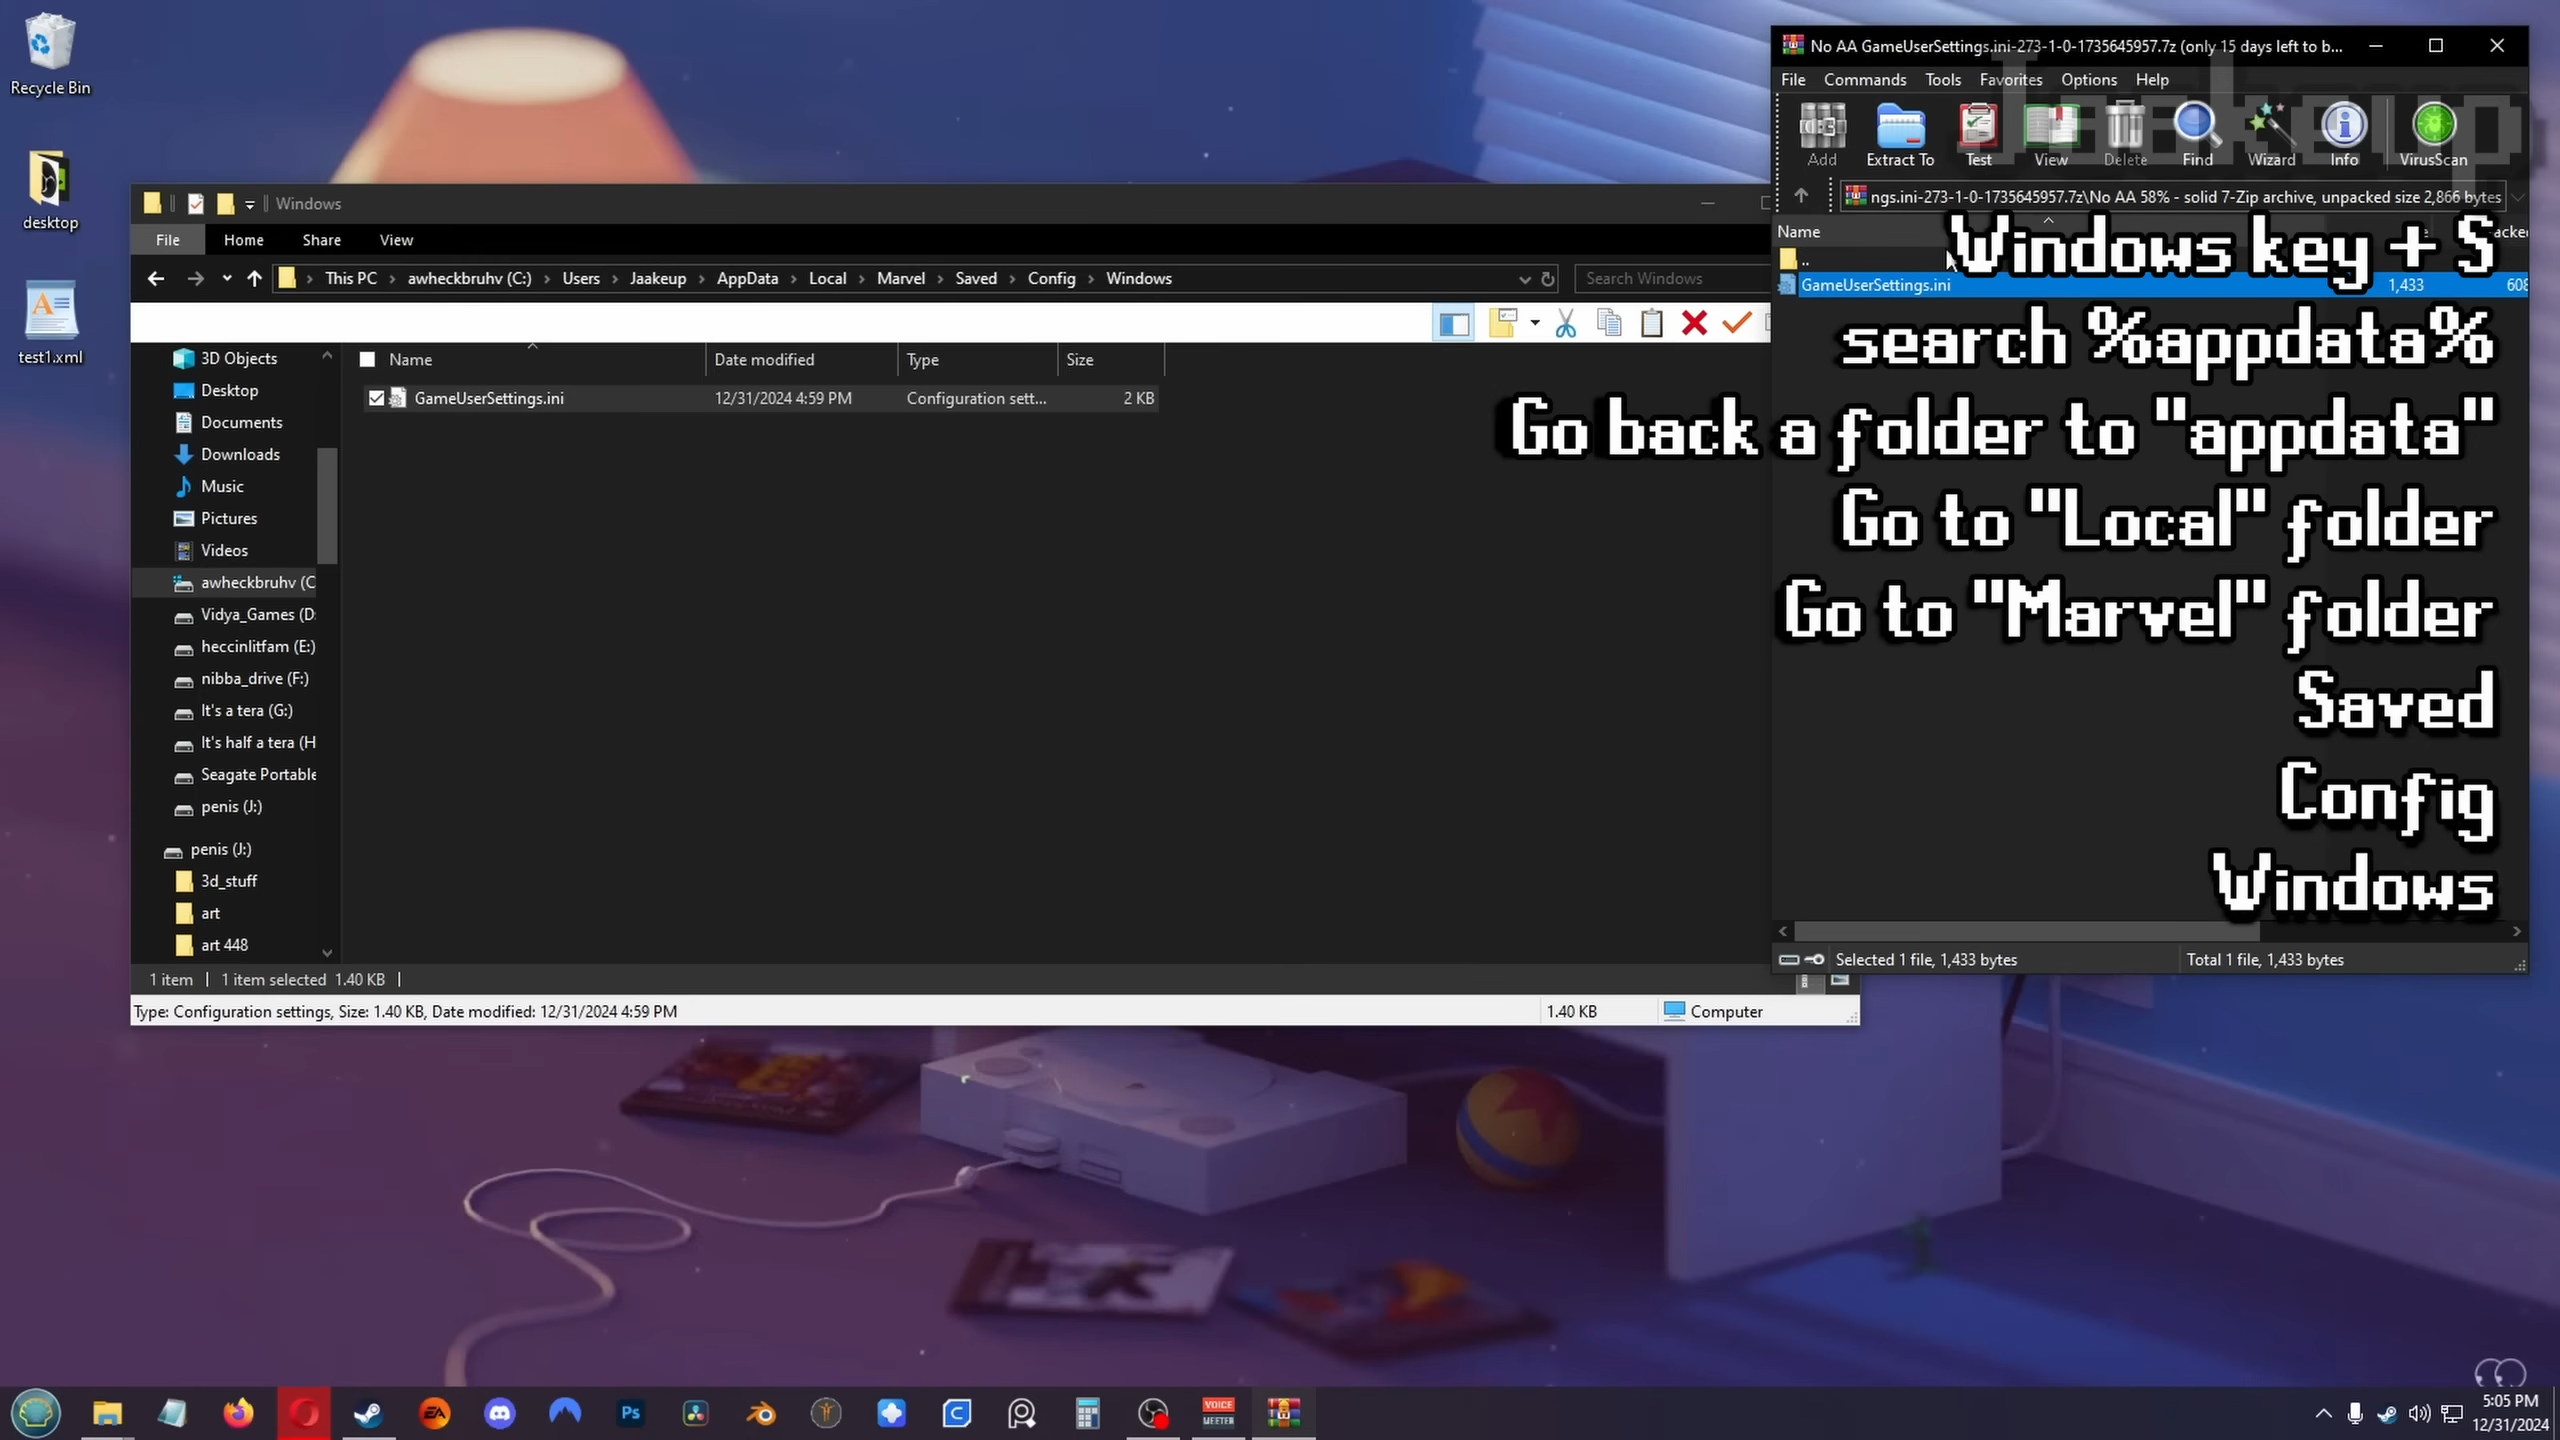 Recycle Bin
desktop
test1.xml
Windows
File Home Share View
This PC awheckbruhv (C:) Users Jaakeup AppData Local Marvel Saved Config Windows
Search Windows
3D Objects
Desktop
Documents
Downloads
Music
Pictures
Videos
awheckbruhv (C
Vidya_Games (D:
heccinlitfam (E:)
nibba_drive (F:)
It's a tera (G:)
It's half a tera (H
Seagate Portable
penis (J:)
penis (J:)
3d_stuff
art
art 448
Name Date modified Type Size
GameUserSettings.ini 12/31/2024 4:59 PM Configuration sett... 2 KB
1 item 1 item selected 1.40 KB
Type: Configuration settings, Size: 1.40 KB, Date modified: 12/31/2024 4:59 PM
1.40 KB Computer
No AA GameUserSettings.ini-273-1-0-1735645957.7z (only 15 days left to b...
File Commands Tools Favorites Options Help
Jaakeup
Add Extract To Test View Delete Find Wizard Info VirusScan
ngs.ini-273-1-0-1735645957.7z\No AA 58% - solid 7-Zip archive, unpacked size 2,866 bytes
Name
..
GameUserSettings.ini 1,433 608
Windows key + S
search %appdata%
Go back a folder to "appdata"
Go to "Local" folder
Go to "Marvel" folder
Saved
Config
Windows
Selected 1 file, 1,433 bytes
Total 1 file, 1,433 bytes
EA
Ps
VOICE
MEETER
5:05 PM
12/31/2024